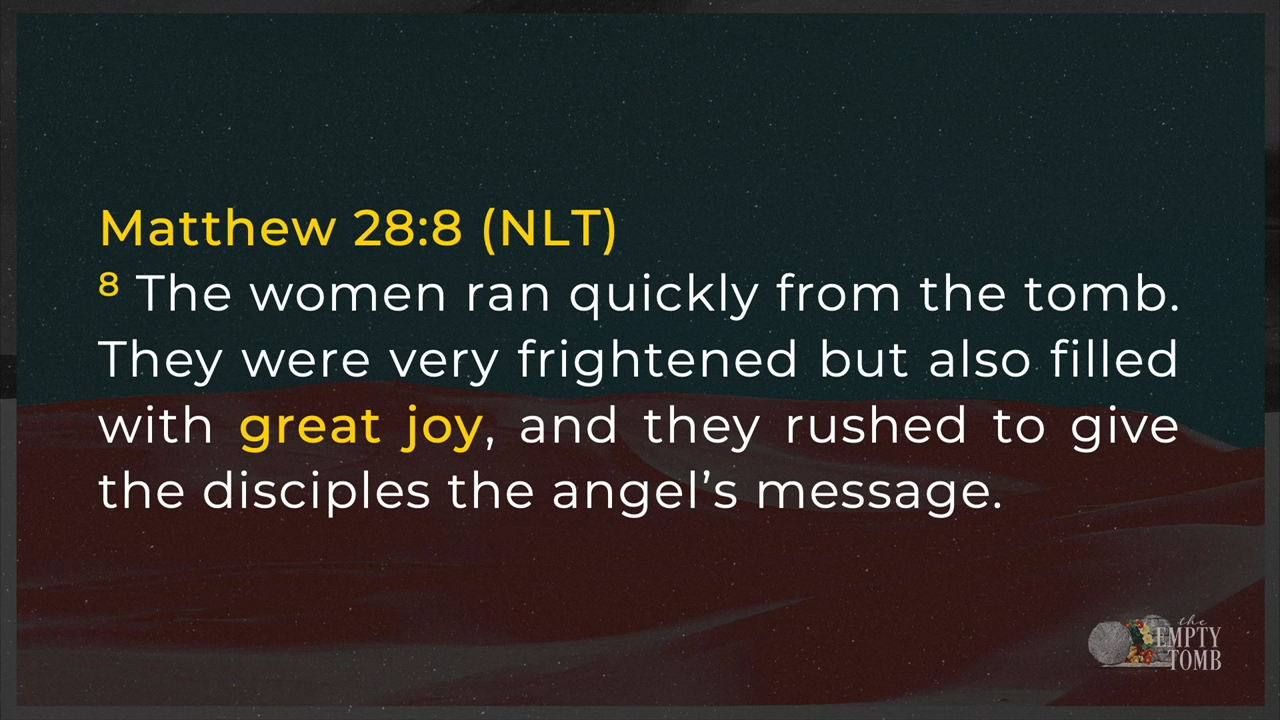 Matthew 28:8 (NLT)
⁸ The women ran quickly from the tomb.
They were very frightened but also filled
with great joy, and they rushed to give
the disciples the angel’s message.
the
EMPTY
TOMB